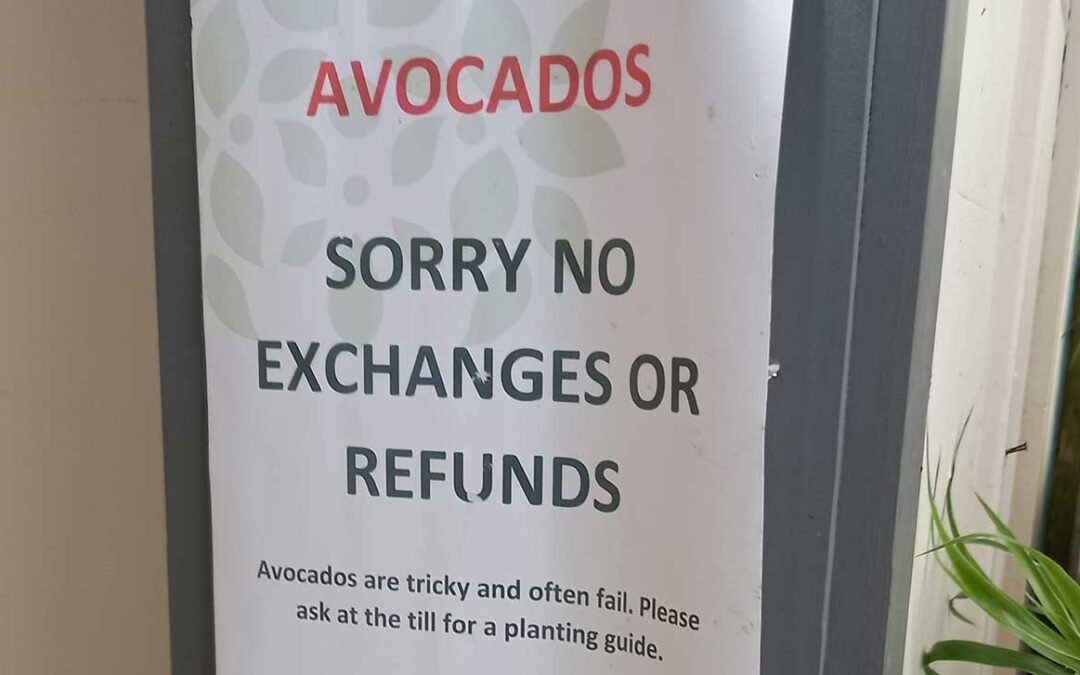 AVOCADOS
SORRY NO
EXCHANGES OR
REFUNDS
Avocados are tricky and often fail. Please
ask at the till for a planting guide.